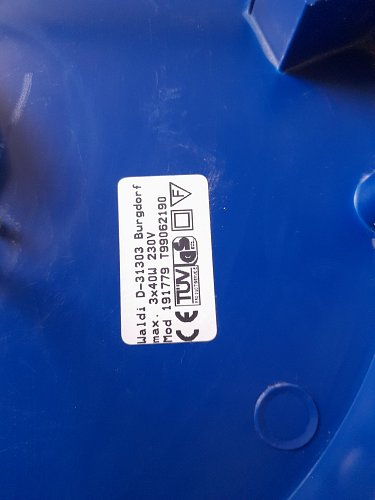 Waldi D-31303 Burgdorf
max. 3x40W 230V
Mod 191779 T99062190
CE TÜV GS F